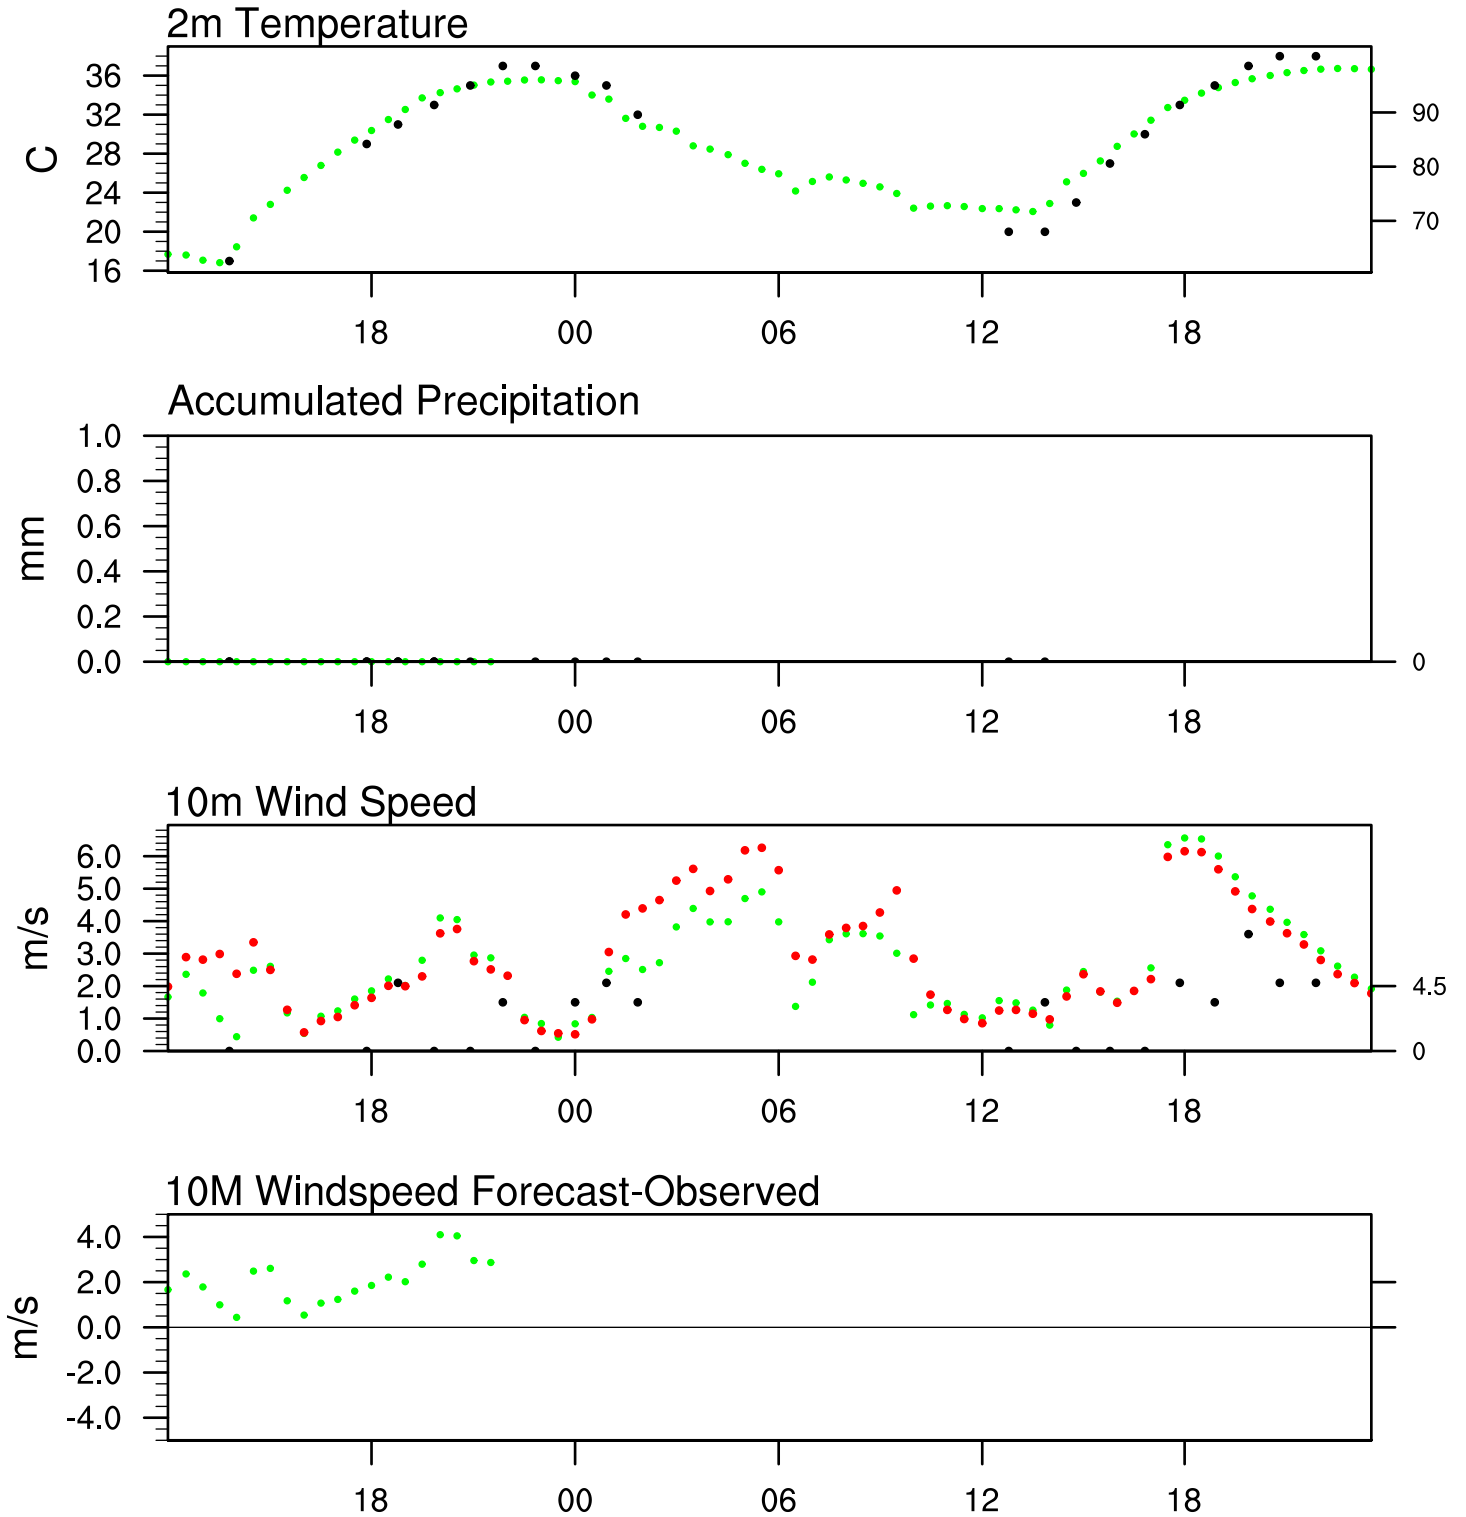 2m Temperature
36
32
28
24
20
16
C
90
80
70
18 00 06 12 18
Accumulated Precipitation
1.0
0.8
0.6
0.4
0.2
0.0
mm
0
18 00 06 12 18
10m Wind Speed
6.0
5.0
4.0
3.0
2.0
1.0
0.0
m/s
4.5
0
18 00 06 12 18
10M Windspeed Forecast-Observed
4.0
2.0
0.0
-2.0
-4.0
m/s
18 00 06 12 18